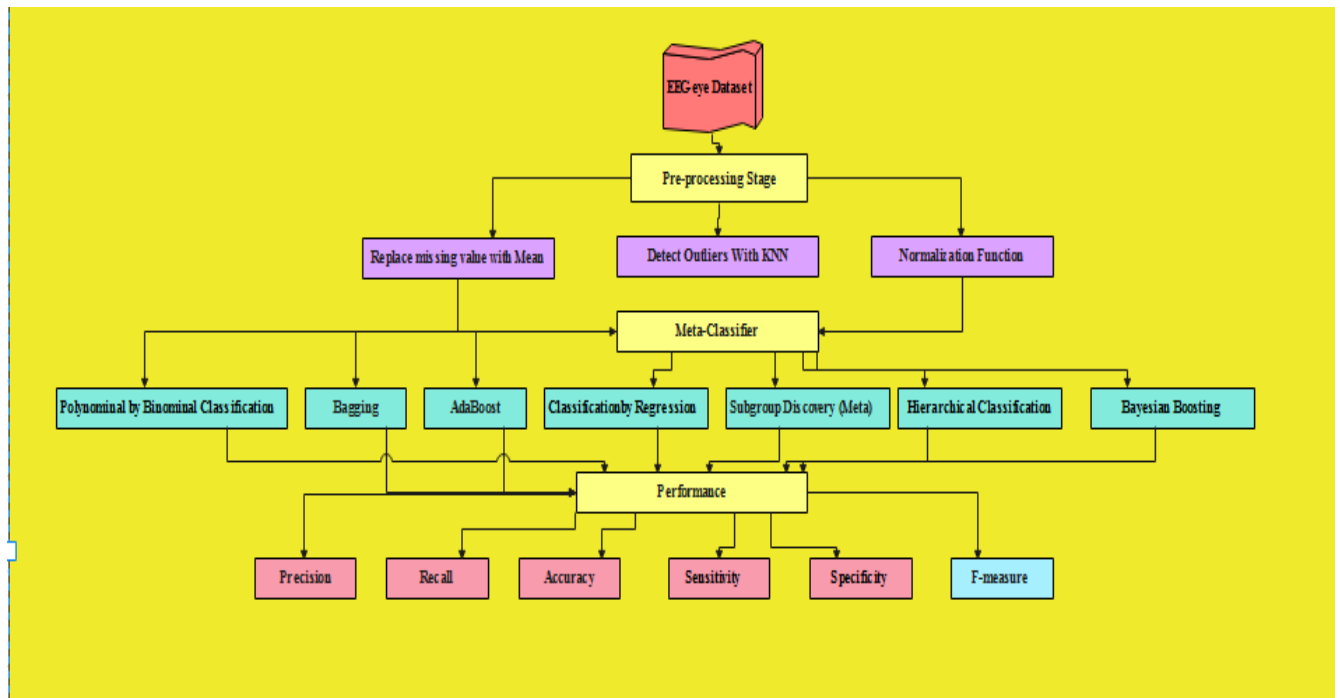 EEG-eye Dataset
Pre-processing Stage
Replace missing value with Mean
Detect Outliers With KNN
Normalization Function
Meta-Classifier
Polynominal by Binominal Classification
Bagging
AdaBoost
Classificationby Regression
Subgroup Discovery (Meta)
Hierarchical Classification
Bayesian Boosting
Performance
Precision
Recall
Accuracy
Sensitivity
Specificity
F-measure